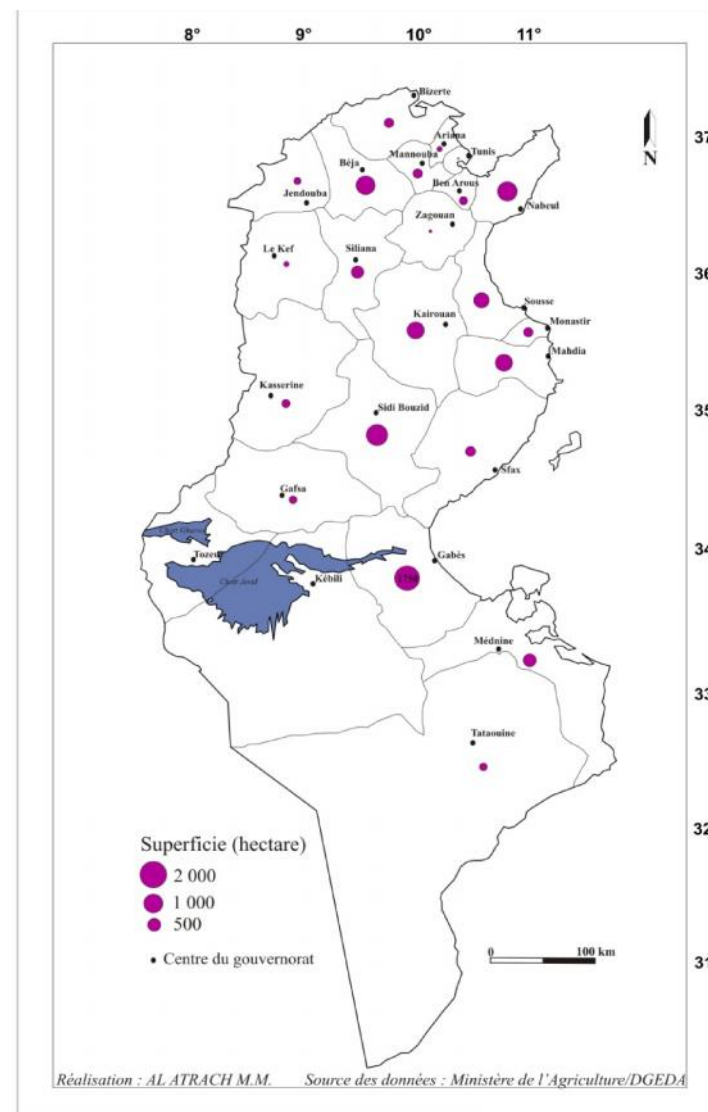 8° 9° 10° 11°
Bizerte
37
Ariana
Tunis
Mannouba
Béja
N
Ben Arous
Jendouba
Nabeul
Zagouan
Le Kef
Siliana
36
Sousse
Kairouan
Monastir
Mahdia
Kasserine
35
Sidi Bouzid
Sfax
Gafsa
34
Tozeur
Gabès
Chott Jerid
Kébili
Médnine
33
Tataouine
32
Superficie (hectare)
2 000
1 000
500
Centre du gouvernorat
0 100 km
31
Réalisation : AL ATRACH M.M. Source des données : Ministère de l'Agriculture/DGEDA